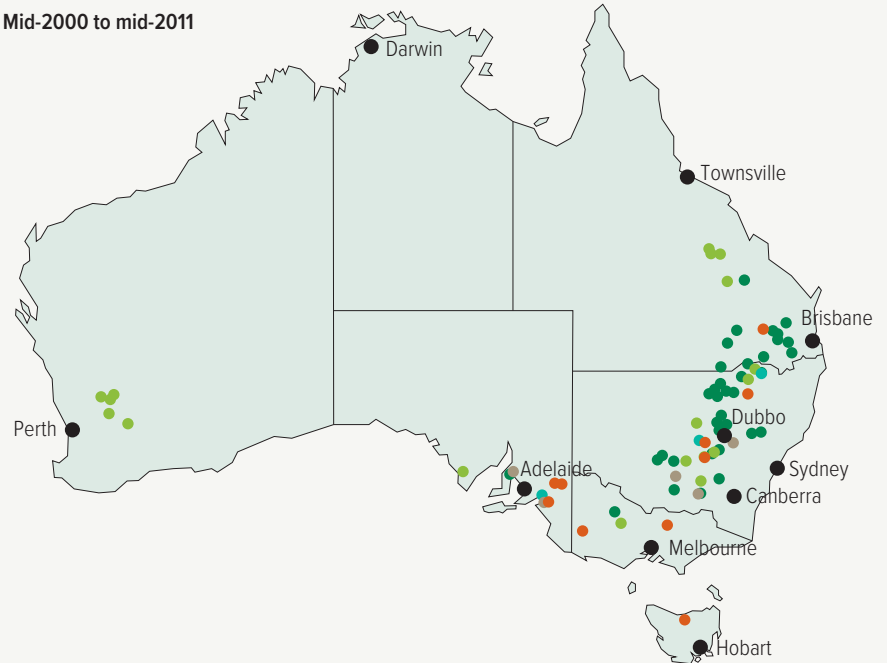 Mid-2000 to mid-2011
Darwin
Townsville
Brisbane
Dubbo
Perth
Adelaide
Sydney
Canberra
Melbourne
Hobart